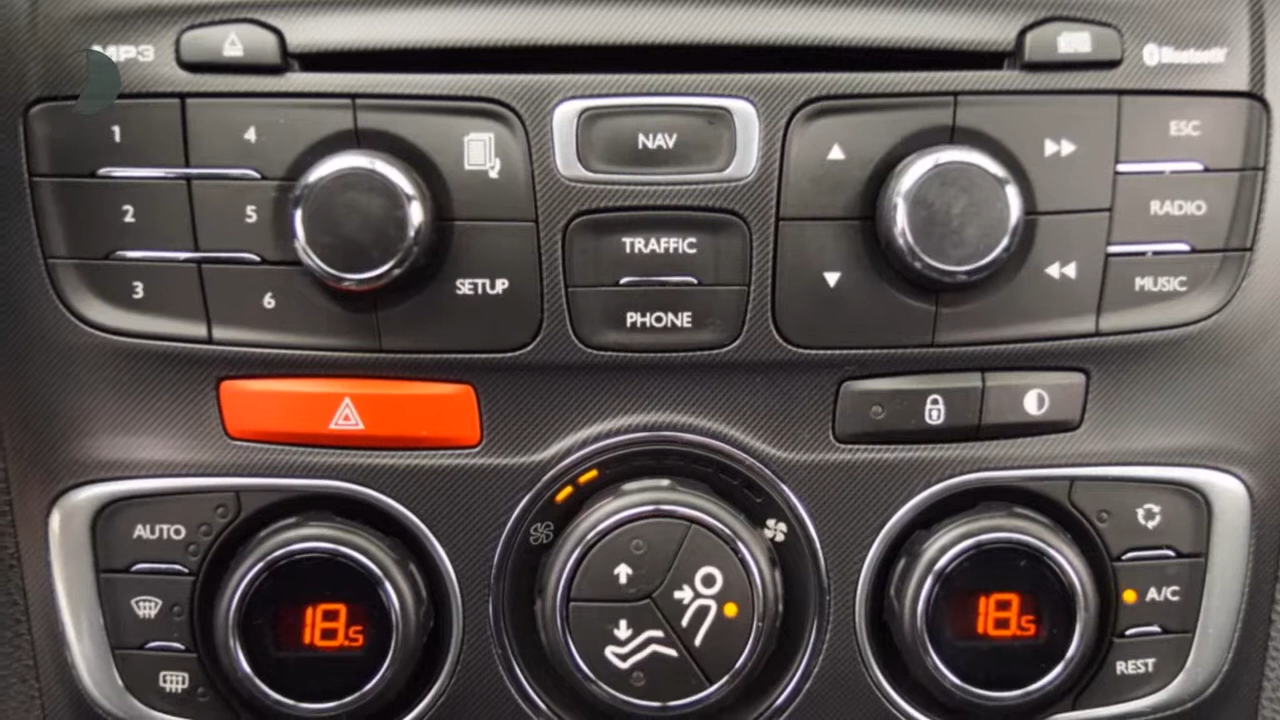 MP3
Bluetooth
1 4
NAV
ESC
2 5
RADIO
TRAFFIC
3 6
SETUP
MUSIC
PHONE
AUTO
18.5
18.5
A/C
REST